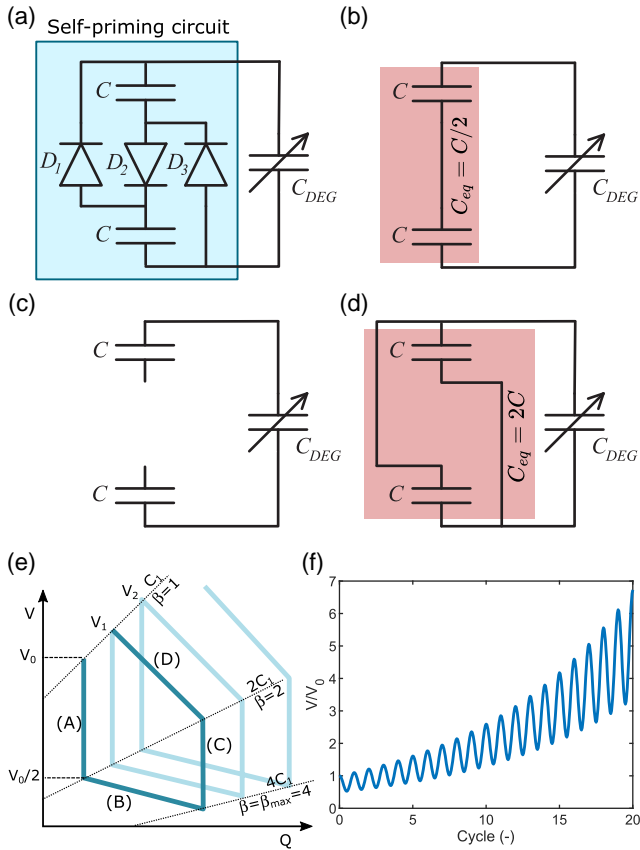 (a)
Self-priming circuit
C
D1
D2
D3
C
CDEG
(b)
C
Ceq = C/2
C
CDEG
(c)
C
C
CDEG
(d)
C
Ceq = 2C
C
CDEG
(e)
V
V0
V0/2
V1
V2
C1
β=1
(A)
(B)
(C)
(D)
2C1
β=2
4C1
β=βmax=4
Q
(f)
V/V0
7
6
5
4
3
2
1
0
0 5 10 15 20
Cycle (-)